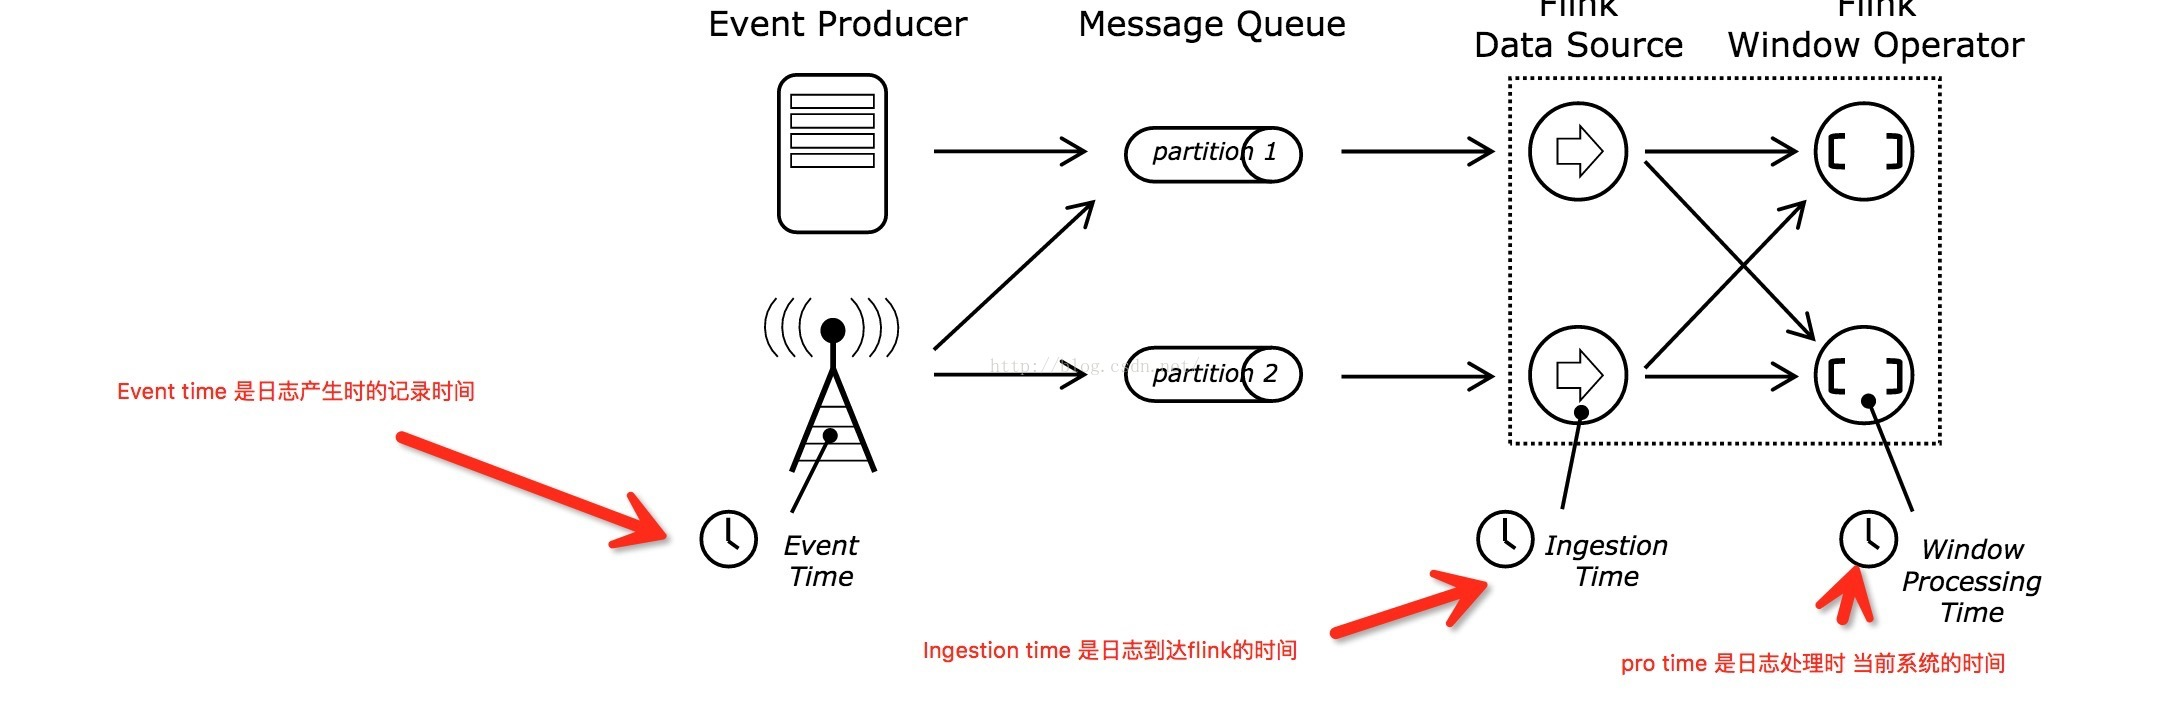 Event Producer
Message Queue
Flink
Data Source
Flink
Window Operator
partition 1
partition 2
http://blog.csdn.net/
Event time 是日志产生时的记录时间
Event
Time
Ingestion
Time
Window
Processing
Time
Ingestion time 是日志到达flink的时间
pro time 是日志处理时 当前系统的时间